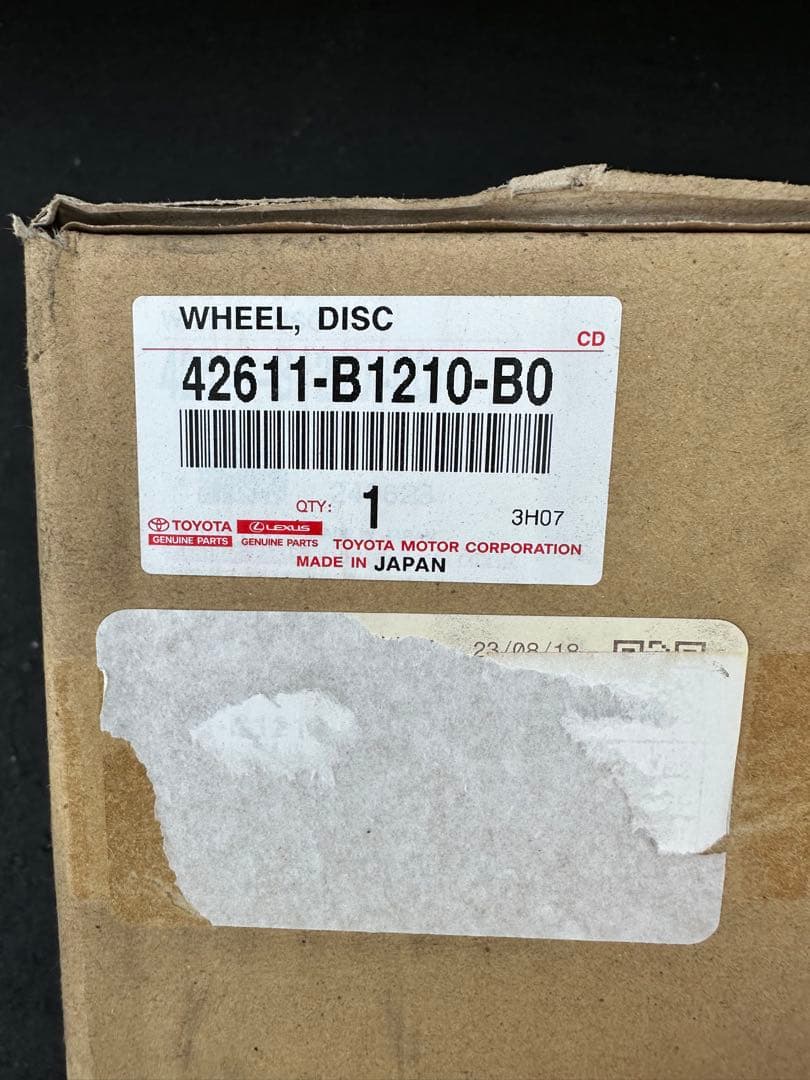 WHEEL, DISC
CD
42611-B1210-B0
QTY: 1
3H07
TOYOTA LEXUS
GENUINE PARTS GENUINE PARTS TOYOTA MOTOR CORPORATION
MADE IN JAPAN
23/08/18